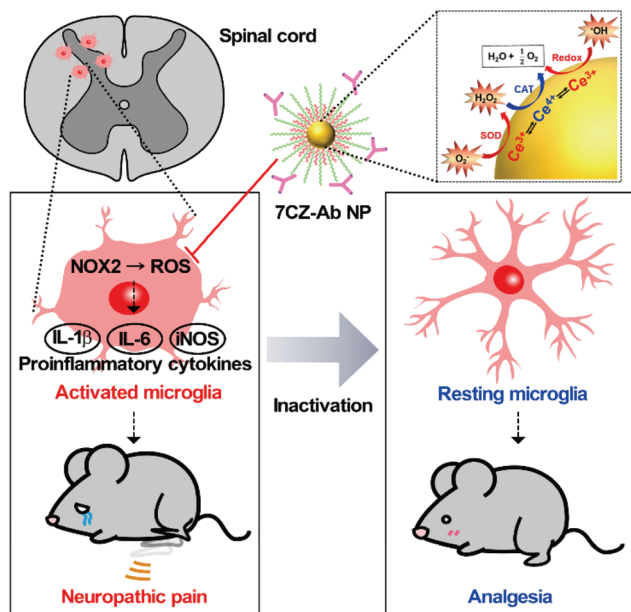 Spinal cord
•OH
H₂O + ½ O₂
Redox
CAT
H₂O₂
Ce³⁺ ⇌ Ce⁴⁺ ⇌ Ce³⁺
SOD
O₂•⁻
7CZ-Ab NP
NOX2 → ROS
IL-1β IL-6 iNOS
Proinflammatory cytokines
Activated microglia
Inactivation
Resting microglia
Neuropathic pain
Analgesia